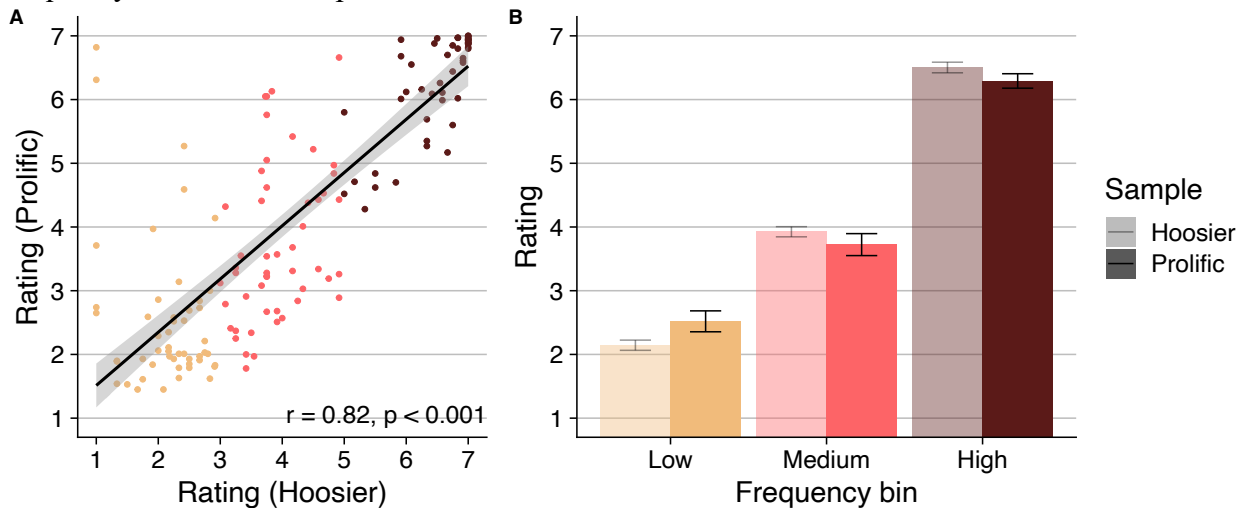 A
7
6
5
4
3
2
1
Rating (Prolific)
r = 0.82, p < 0.001
1 2 3 4 5 6 7
Rating (Hoosier)
B
7
6
5
4
3
2
1
Rating
Low Medium High
Frequency bin
Sample
Hoosier
Prolific